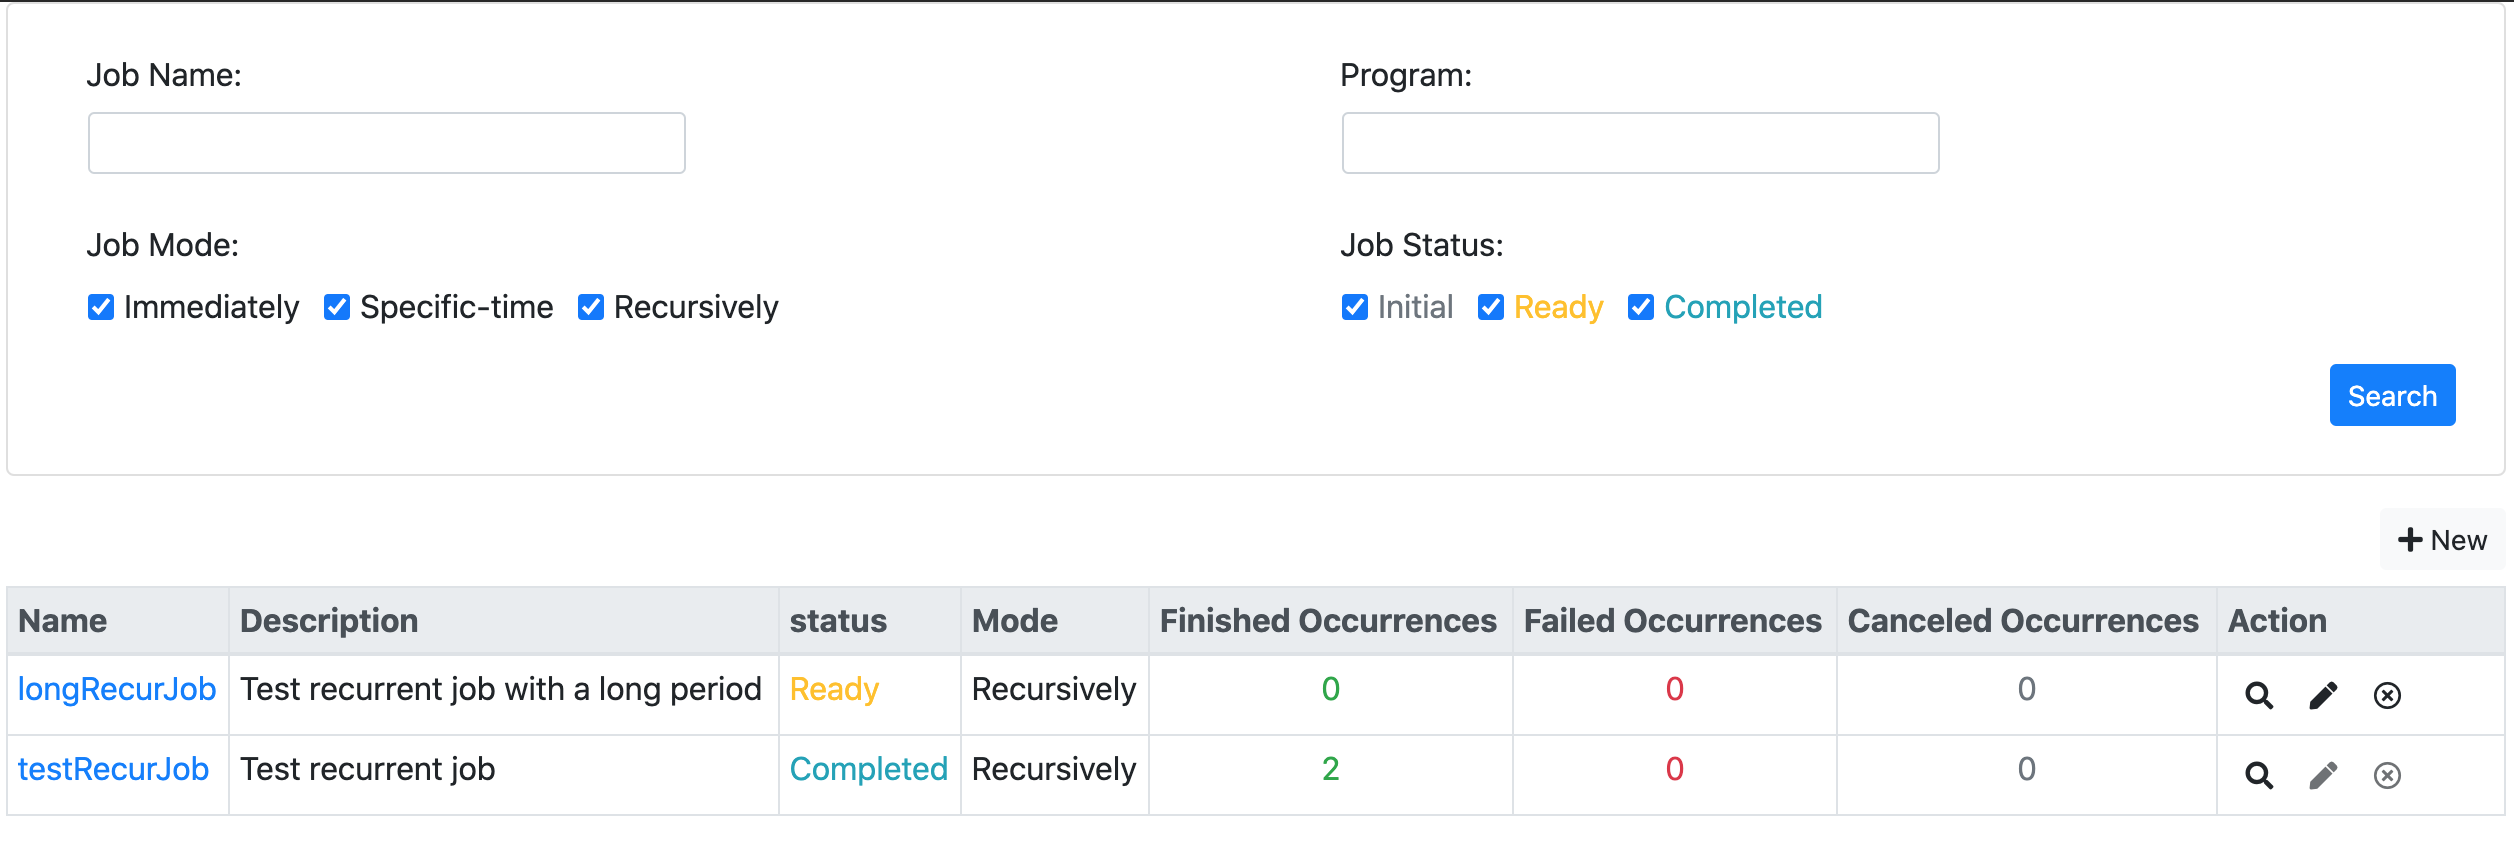 Job Name: Program:
Job Mode: Job Status:
Immediately Specific-time Recursively Initial Ready Completed
Search
New
Name Description status Mode Finished Occurrences Failed Occurrences Canceled Occurrences Action
longRecurJob Test recurrent job with a long period Ready Recursively 0 0 0
testRecurJob Test recurrent job Completed Recursively 2 0 0